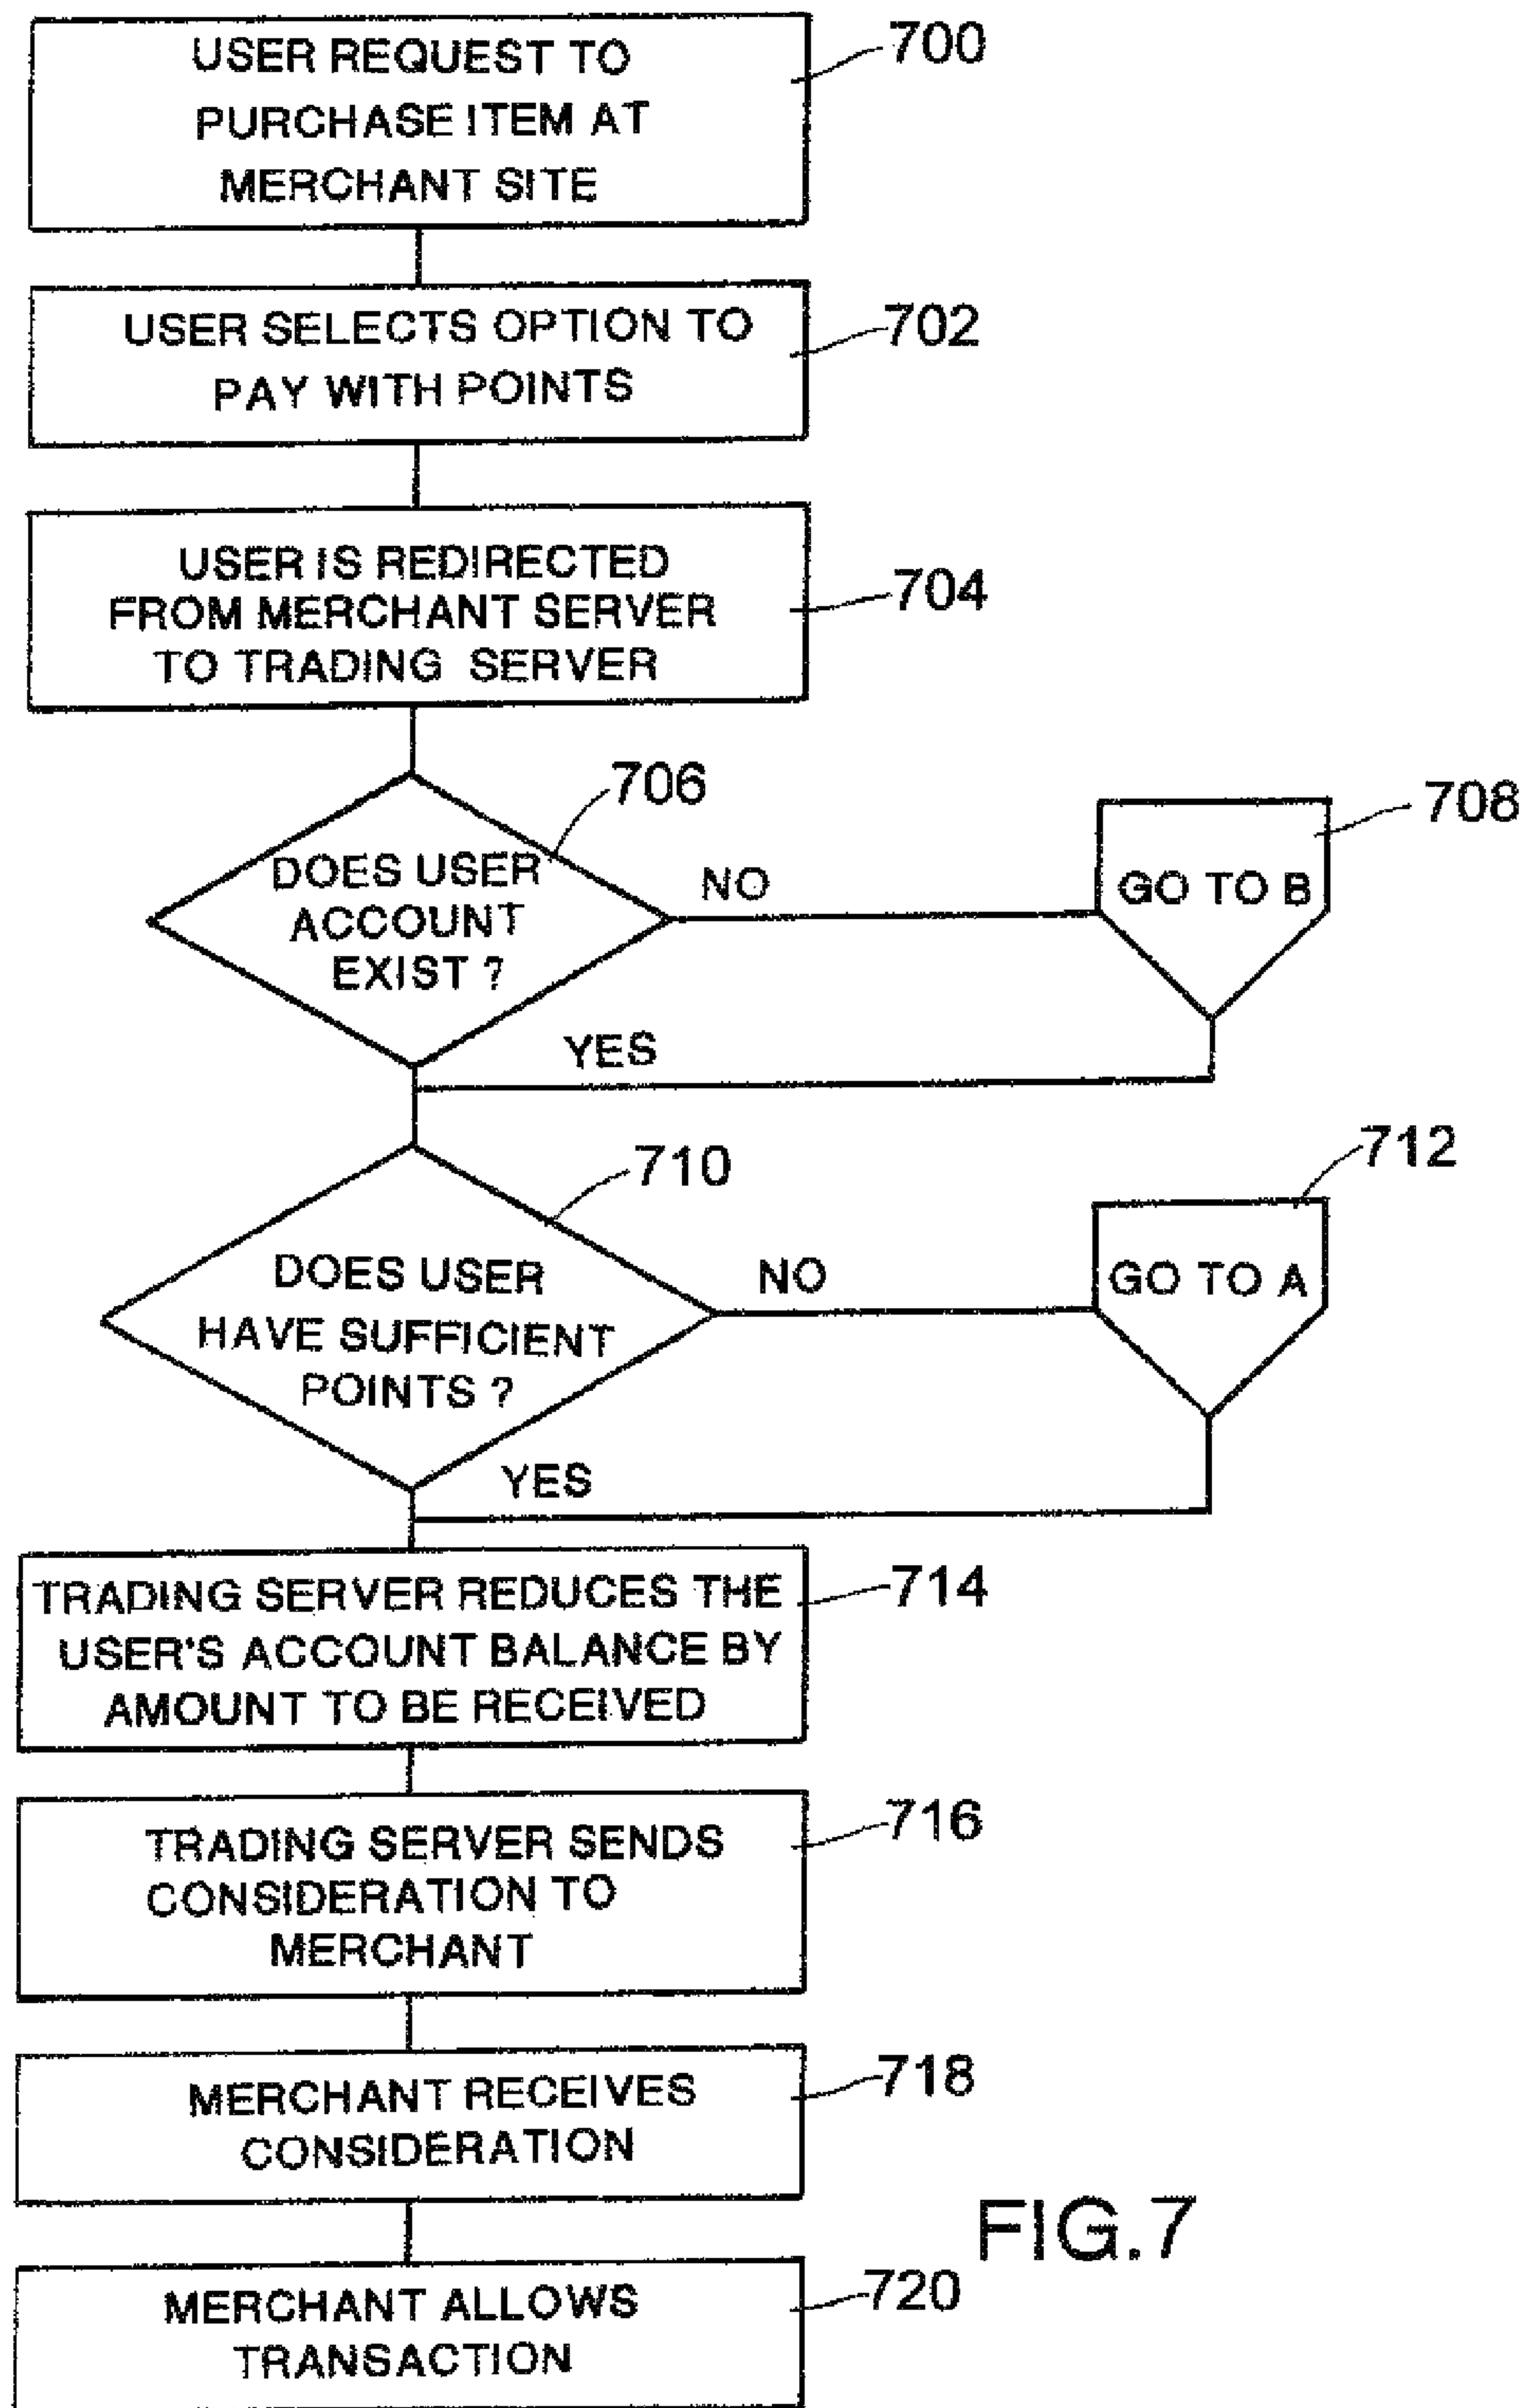 USER REQUEST TO
PURCHASE ITEM AT
MERCHANT SITE
700
USER SELECTS OPTION TO
PAY WITH POINTS
702
USER IS REDIRECTED
FROM MERCHANT SERVER
TO TRADING SERVER
704
706
DOES USER
ACCOUNT
EXIST ?
NO
708
GO TO B
YES
710
DOES USER
HAVE SUFFICIENT
POINTS ?
NO
712
GO TO A
YES
TRADING SERVER REDUCES THE
USER'S ACCOUNT BALANCE BY
AMOUNT TO BE RECEIVED
714
TRADING SERVER SENDS
CONSIDERATION TO
MERCHANT
716
MERCHANT RECEIVES
CONSIDERATION
718
MERCHANT ALLOWS
TRANSACTION
720
FIG.7